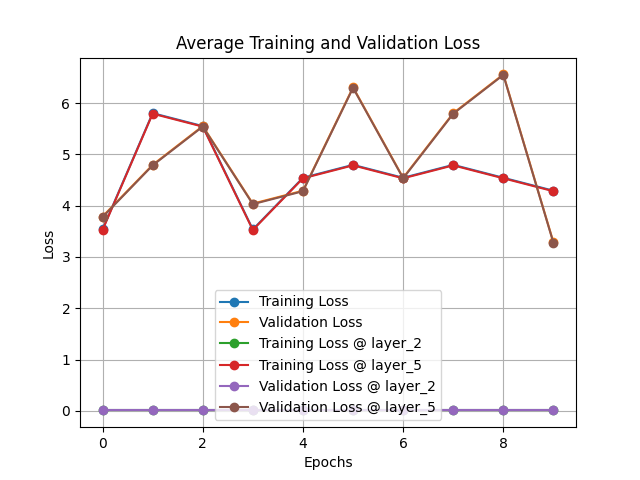 Average Training and Validation Loss
Loss
6
5
4
3
2
1
0
Training Loss
Validation Loss
Training Loss @ layer_2
Training Loss @ layer_5
Validation Loss @ layer_2
Validation Loss @ layer_5
0 2 4 6 8
Epochs